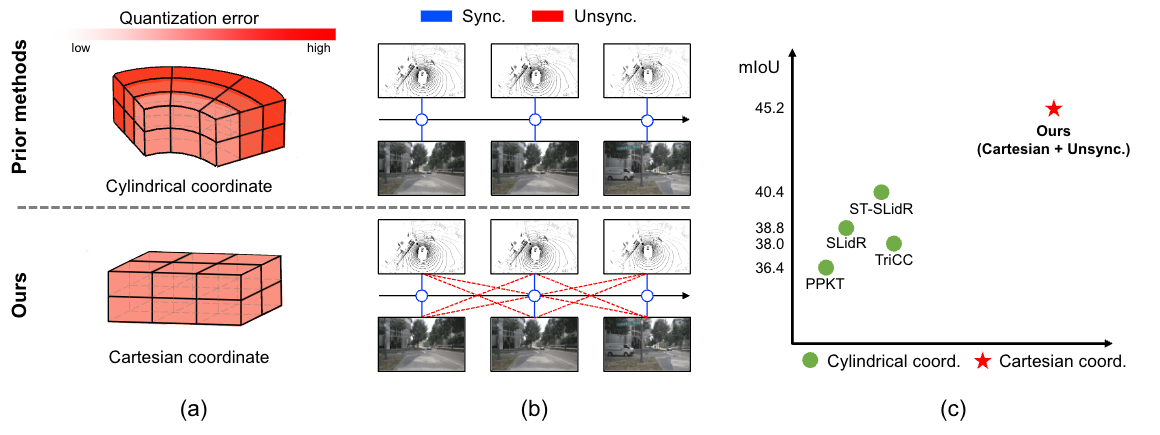 Prior methods
Quantization error
low
high
Cylindrical coordinate
Ours
Cartesian coordinate
(a)
Sync.
Unsync.
(b)
mIoU
45.2
40.4
38.8
38.0
36.4
Ours
(Cartesian + Unsync.)
ST-SLidR
SLidR
TriCC
PPKT
Cylindrical coord.
Cartesian coord.
(c)